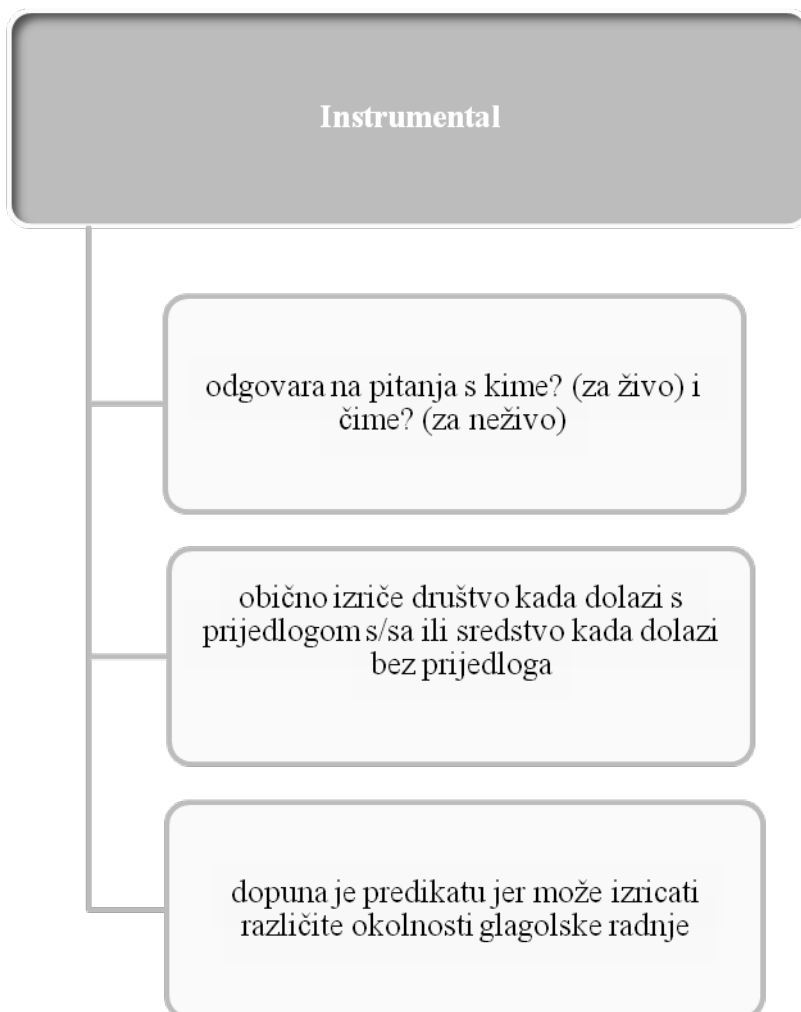 Instrumental
odgovara na pitanja s kime? (za živo) i
čime? (za neživo)
obično izriče društvo kada dolazi s
prijedlogom s/sa ili sredstvo kada dolazi
bez prijedloga
dopuna je predikatu jer može izricati
različite okolnosti glagolske radnje